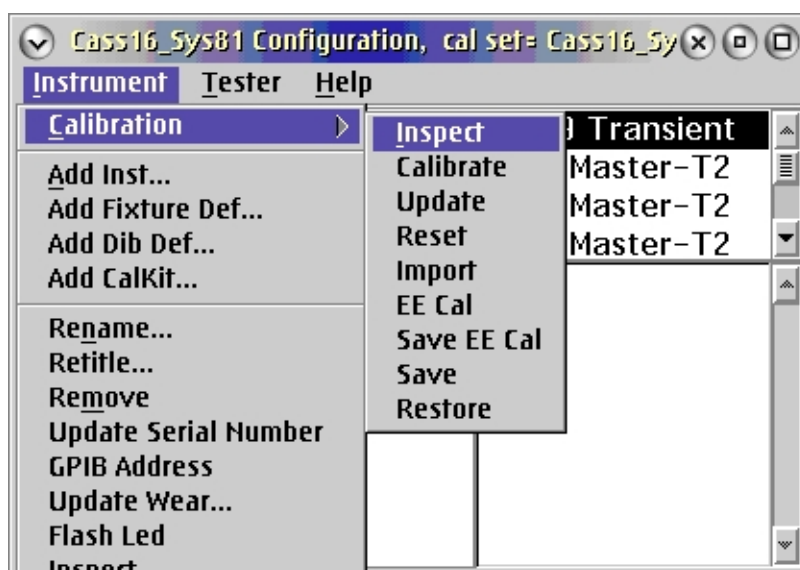 Cass16_Sys81 Configuration, cal set= Cass16_Sy
Instrument Tester Help
Calibration
Add Inst...
Add Fixture Def...
Add Dib Def...
Add CalKit...
Rename...
Retitle...
Remove
Update Serial Number
GPIB Address
Update Wear...
Flash Led
Inspect
Inspect
Calibrate
Update
Reset
Import
EE Cal
Save EE Cal
Save
Restore
Transient
Master-T2
Master-T2
Master-T2